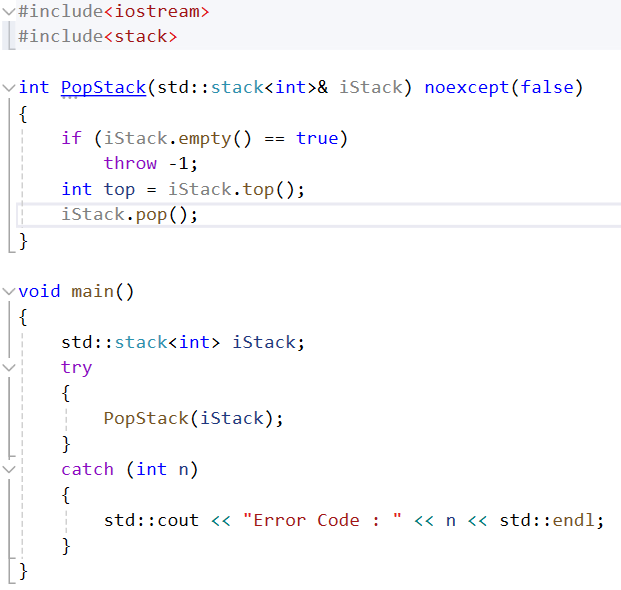 #include<iostream>
#include<stack>
int PopStack(std::stack<int>& iStack) noexcept(false)
{
if (iStack.empty() == true)
throw -1;
int top = iStack.top();
iStack.pop();
}
void main()
{
std::stack<int> iStack;
try
{
PopStack(iStack);
}
catch (int n)
{
std::cout << "Error Code : " << n << std::endl;
}
}